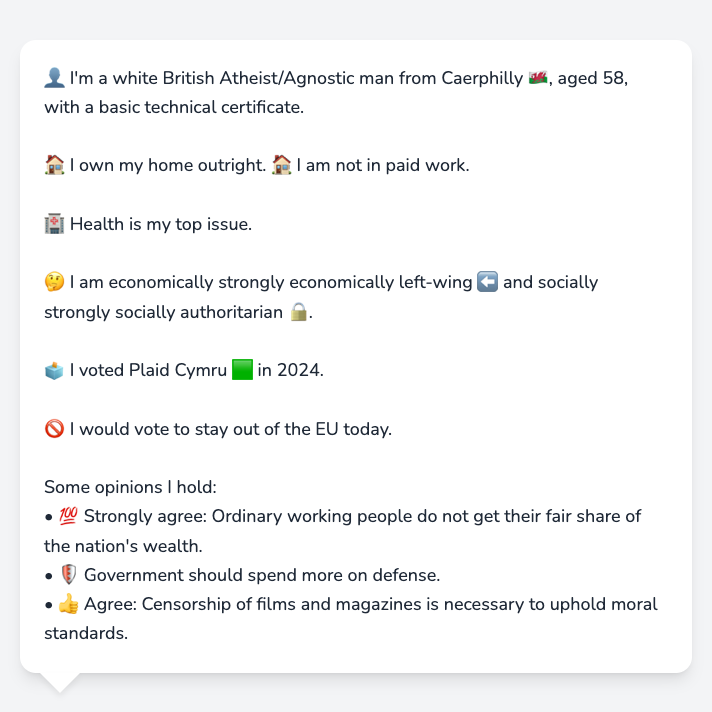 👤 I'm a white British Atheist/Agnostic man from Caerphilly 🏴󠁧󠁢󠁷󠁬󠁳󠁿, aged 58,
with a basic technical certificate.
🏠 I own my home outright. 🏠 I am not in paid work.
🏥 Health is my top issue.
🤔 I am economically strongly economically left-wing ⬅️ and socially
strongly socially authoritarian 🔒.
🗳️ I voted Plaid Cymru 🟩 in 2024.
🚫 I would vote to stay out of the EU today.
Some opinions I hold:
• 💯 Strongly agree: Ordinary working people do not get their fair share of
the nation's wealth.
• 🛡️ Government should spend more on defense.
• 👍 Agree: Censorship of films and magazines is necessary to uphold moral
standards.